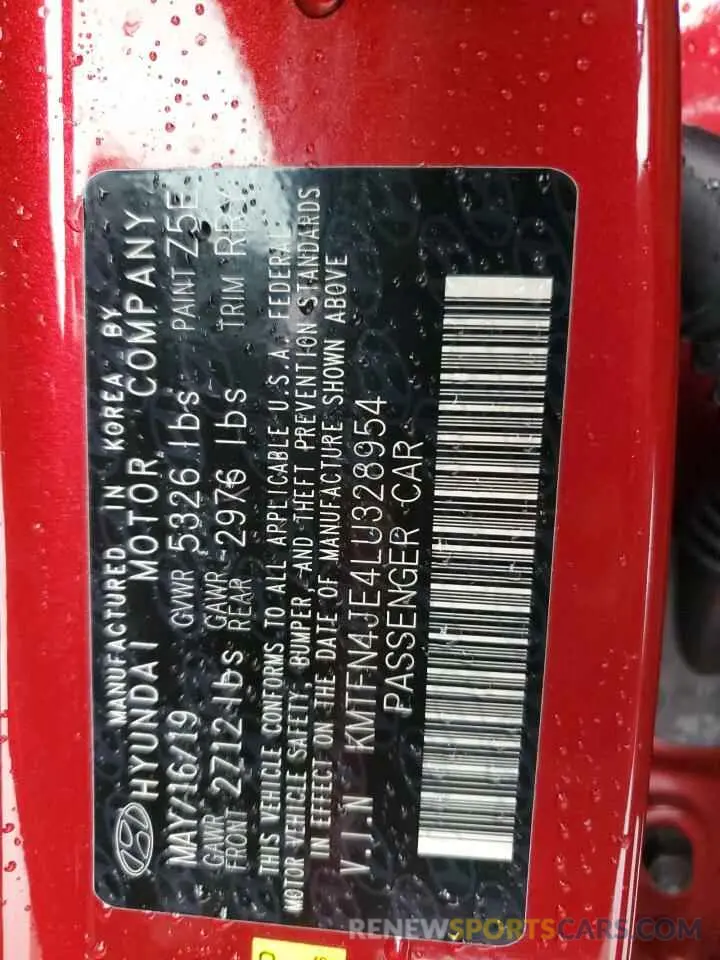 MANUFACTURED IN KOREA BY
HYUNDAI MOTOR COMPANY
MAY/16/19 GVWR 5326 lbs PAINT Z5E
GAWR FRONT 2712 lbs GAWR REAR 2976 lbs TRIM RRY
THIS VEHICLE CONFORMS TO ALL APPLICABLE U.S.A. FEDERAL
MOTOR VEHICLE SAFETY, BUMPER, AND THEFT PREVENTION STANDARDS
IN EFFECT ON THE DATE OF MANUFACTURE SHOWN ABOVE
V.I.N KMTFN4JE4LU328954
PASSENGER CAR
RENEWSPORTSCARS.COM